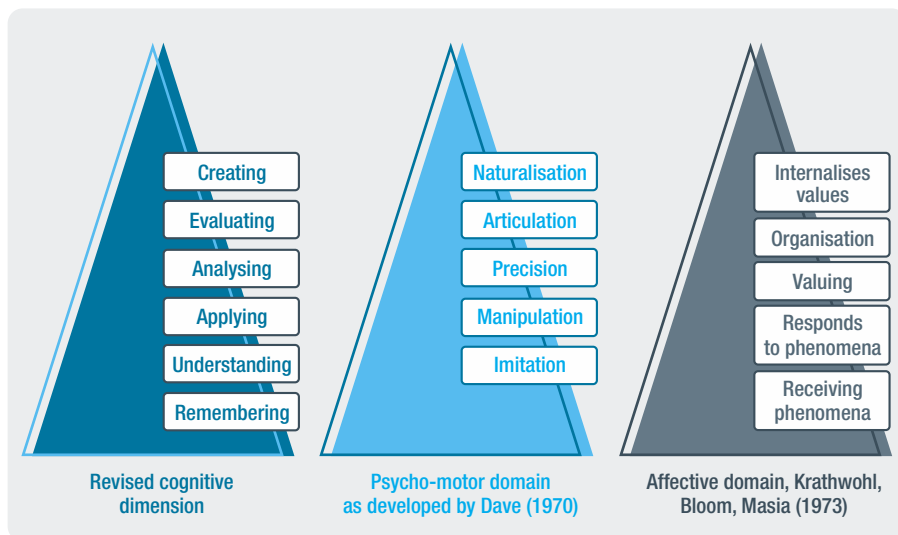 Creating
Evaluating
Analysing
Applying
Understanding
Remembering
Revised cognitive
dimension
Naturalisation
Articulation
Precision
Manipulation
Imitation
Psycho-motor domain
as developed by Dave (1970)
Internalises
values
Organisation
Valuing
Responds
to phenomena
Receiving
phenomena
Affective domain, Krathwohl,
Bloom, Masia (1973)